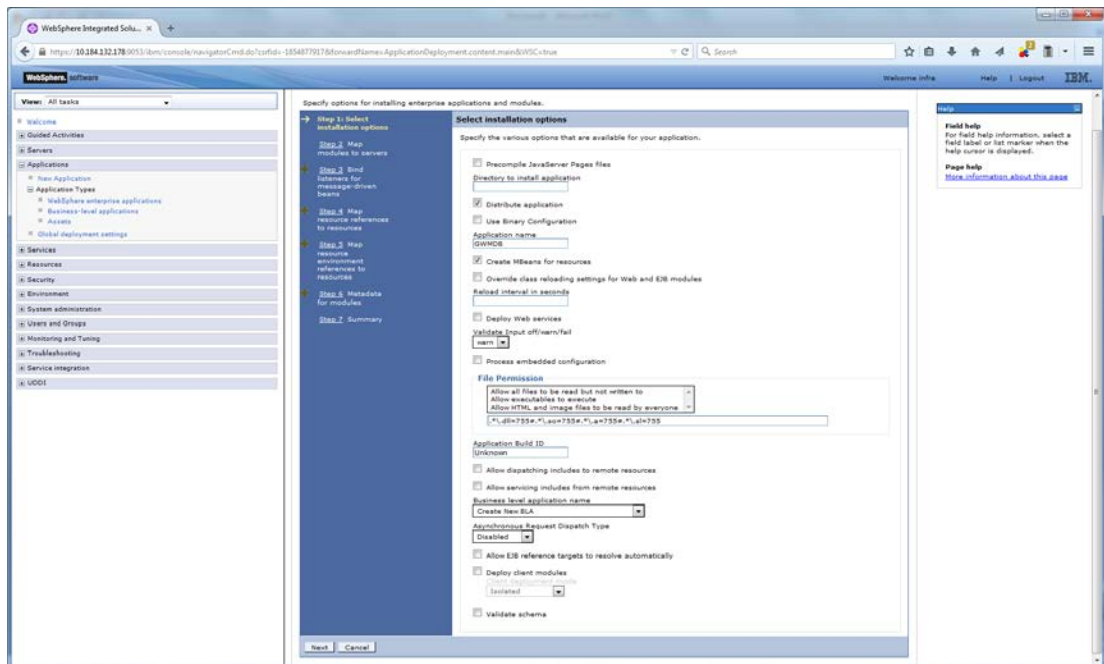 WebSphere Integrated Solu... × +
https://10.184.132.178:9053/ibm/console/navigatorCmd.do?csrfid=-1854877917&forwardName=ApplicationDeployment.content.main&WSC=true
Search
WebSphere. software
Welcome infra
Help | Logout
IBM.
View: All tasks
Welcome
Guided Activities
Servers
Applications
New Application
Application Types
WebSphere enterprise applications
Business-level applications
Assets
Global deployment settings
Services
Resources
Security
Environment
System administration
Users and Groups
Monitoring and Tuning
Troubleshooting
Service integration
UDDI
Specify options for installing enterprise applications and modules.
Step 1: Select
installation options
Step 2 Map
modules to servers
Step 3 Bind
listeners for
message-driven
beans
Step 4 Map
resource references
to resources
Step 5 Map
resource
environment
references to
resources
Step 6 Metadata
for modules
Step 7 Summary
Select installation options
Specify the various options that are available for your application.
Precompile JavaServer Pages files
Directory to install application
Distribute application
Use Binary Configuration
Application name
GWMDB
Create MBeans for resources
Override class reloading settings for Web and EJB modules
Reload interval in seconds
Deploy Web services
Validate Input off/warn/fail
warn
Process embedded configuration
File Permission
Allow all files to be read but not written to
Allow executables to execute
Allow HTML and image files to be read by everyone
.*\.dll=755#.*\.so=755#.*\.a=755#.*\.sl=755
Application Build ID
Unknown
Allow dispatching includes to remote resources
Allow servicing includes from remote resources
Business level application name
Create New BLA
Asynchronous Request Dispatch Type
Disabled
Allow EJB reference targets to resolve automatically
Deploy client modules
Client deployment mode
Isolated
Validate schema
Next Cancel
Help
Field help
For field help information, select a
field label or list marker when the
help cursor is displayed.
Page help
More information about this page